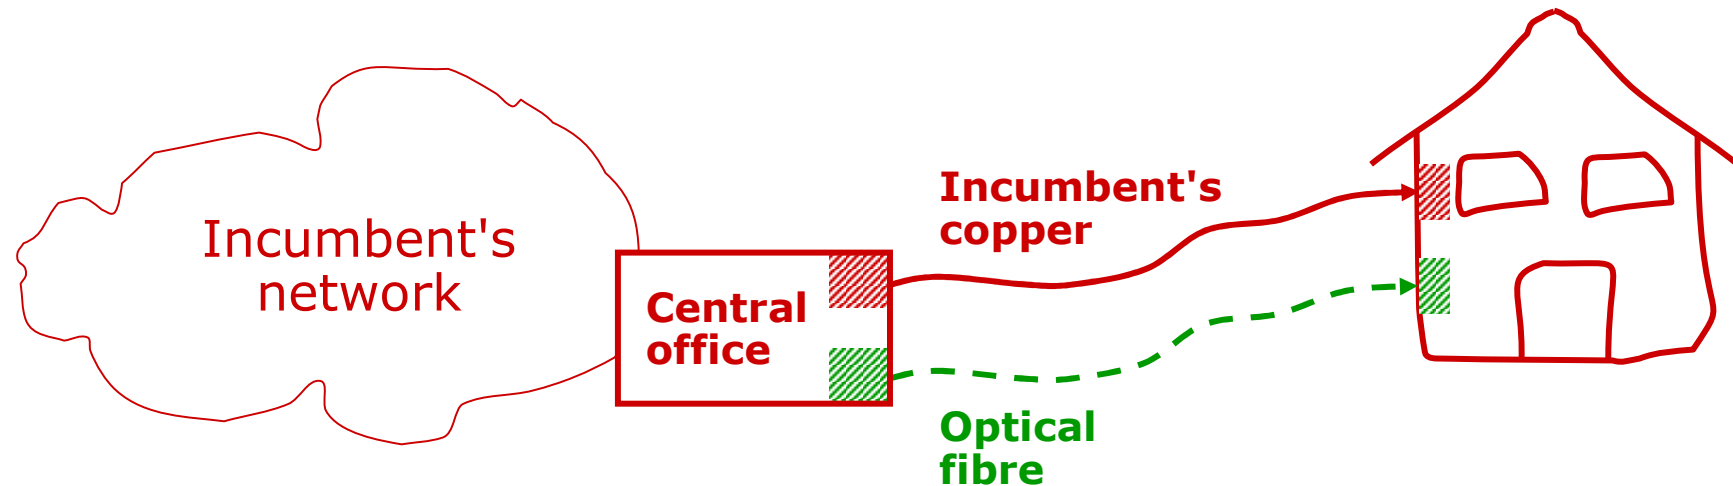 Incumbent's
network
Central
office
Incumbent's
copper
Optical
fibre